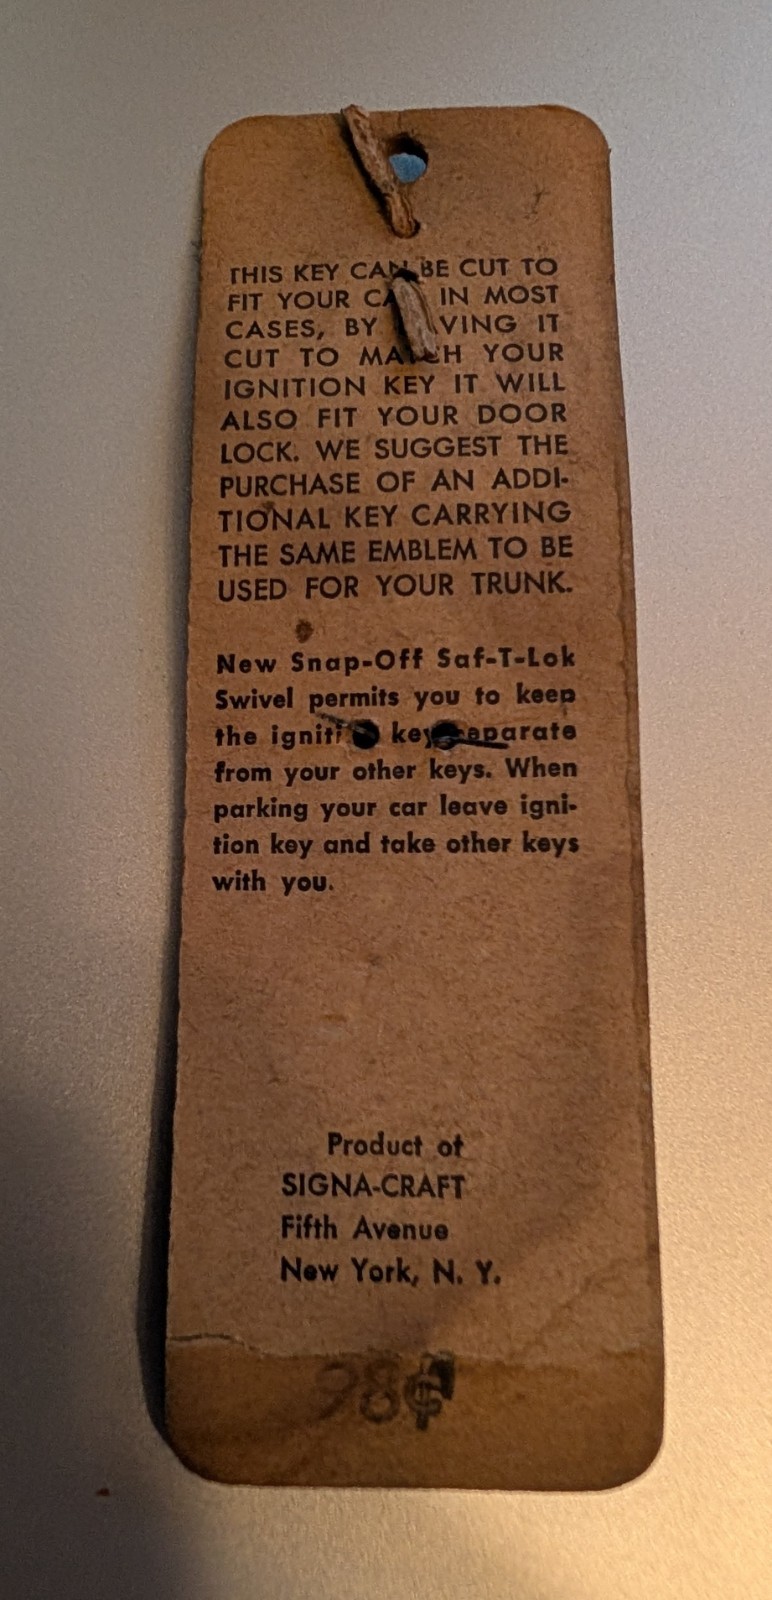 THIS KEY CAN BE CUT TO
FIT YOUR CAR IN MOST
CASES, BY HAVING IT
CUT TO MATCH YOUR
IGNITION KEY IT WILL
ALSO FIT YOUR DOOR
LOCK. WE SUGGEST THE
PURCHASE OF AN ADDI-
TIONAL KEY CARRYING
THE SAME EMBLEM TO BE
USED FOR YOUR TRUNK.
New Snap-Off Saf-T-Lok
Swivel permits you to keep
the ignition key separate
from your other keys. When
parking your car leave igni-
tion key and take other keys
with you.
Product of
SIGNA-CRAFT
Fifth Avenue
New York, N. Y.
98¢